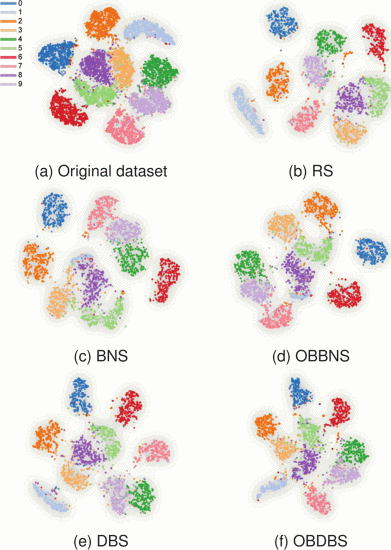 0
1
2
3
4
5
6
7
8
9
(a) Original dataset
(b) RS
(c) BNS
(d) OBBNS
(e) DBS
(f) OBDBS